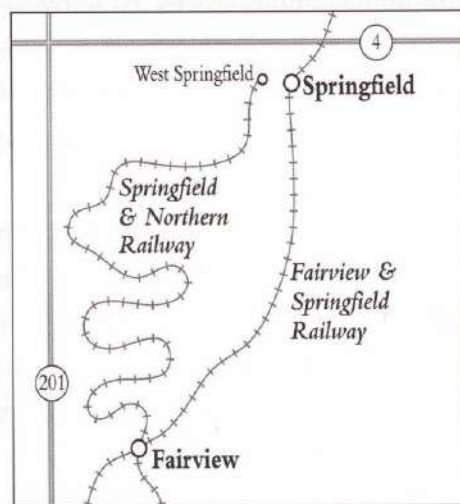 4
West Springfield
Springfield
Springfield
& Northern
Railway
Fairview &
Springfield
Railway
201
Fairview